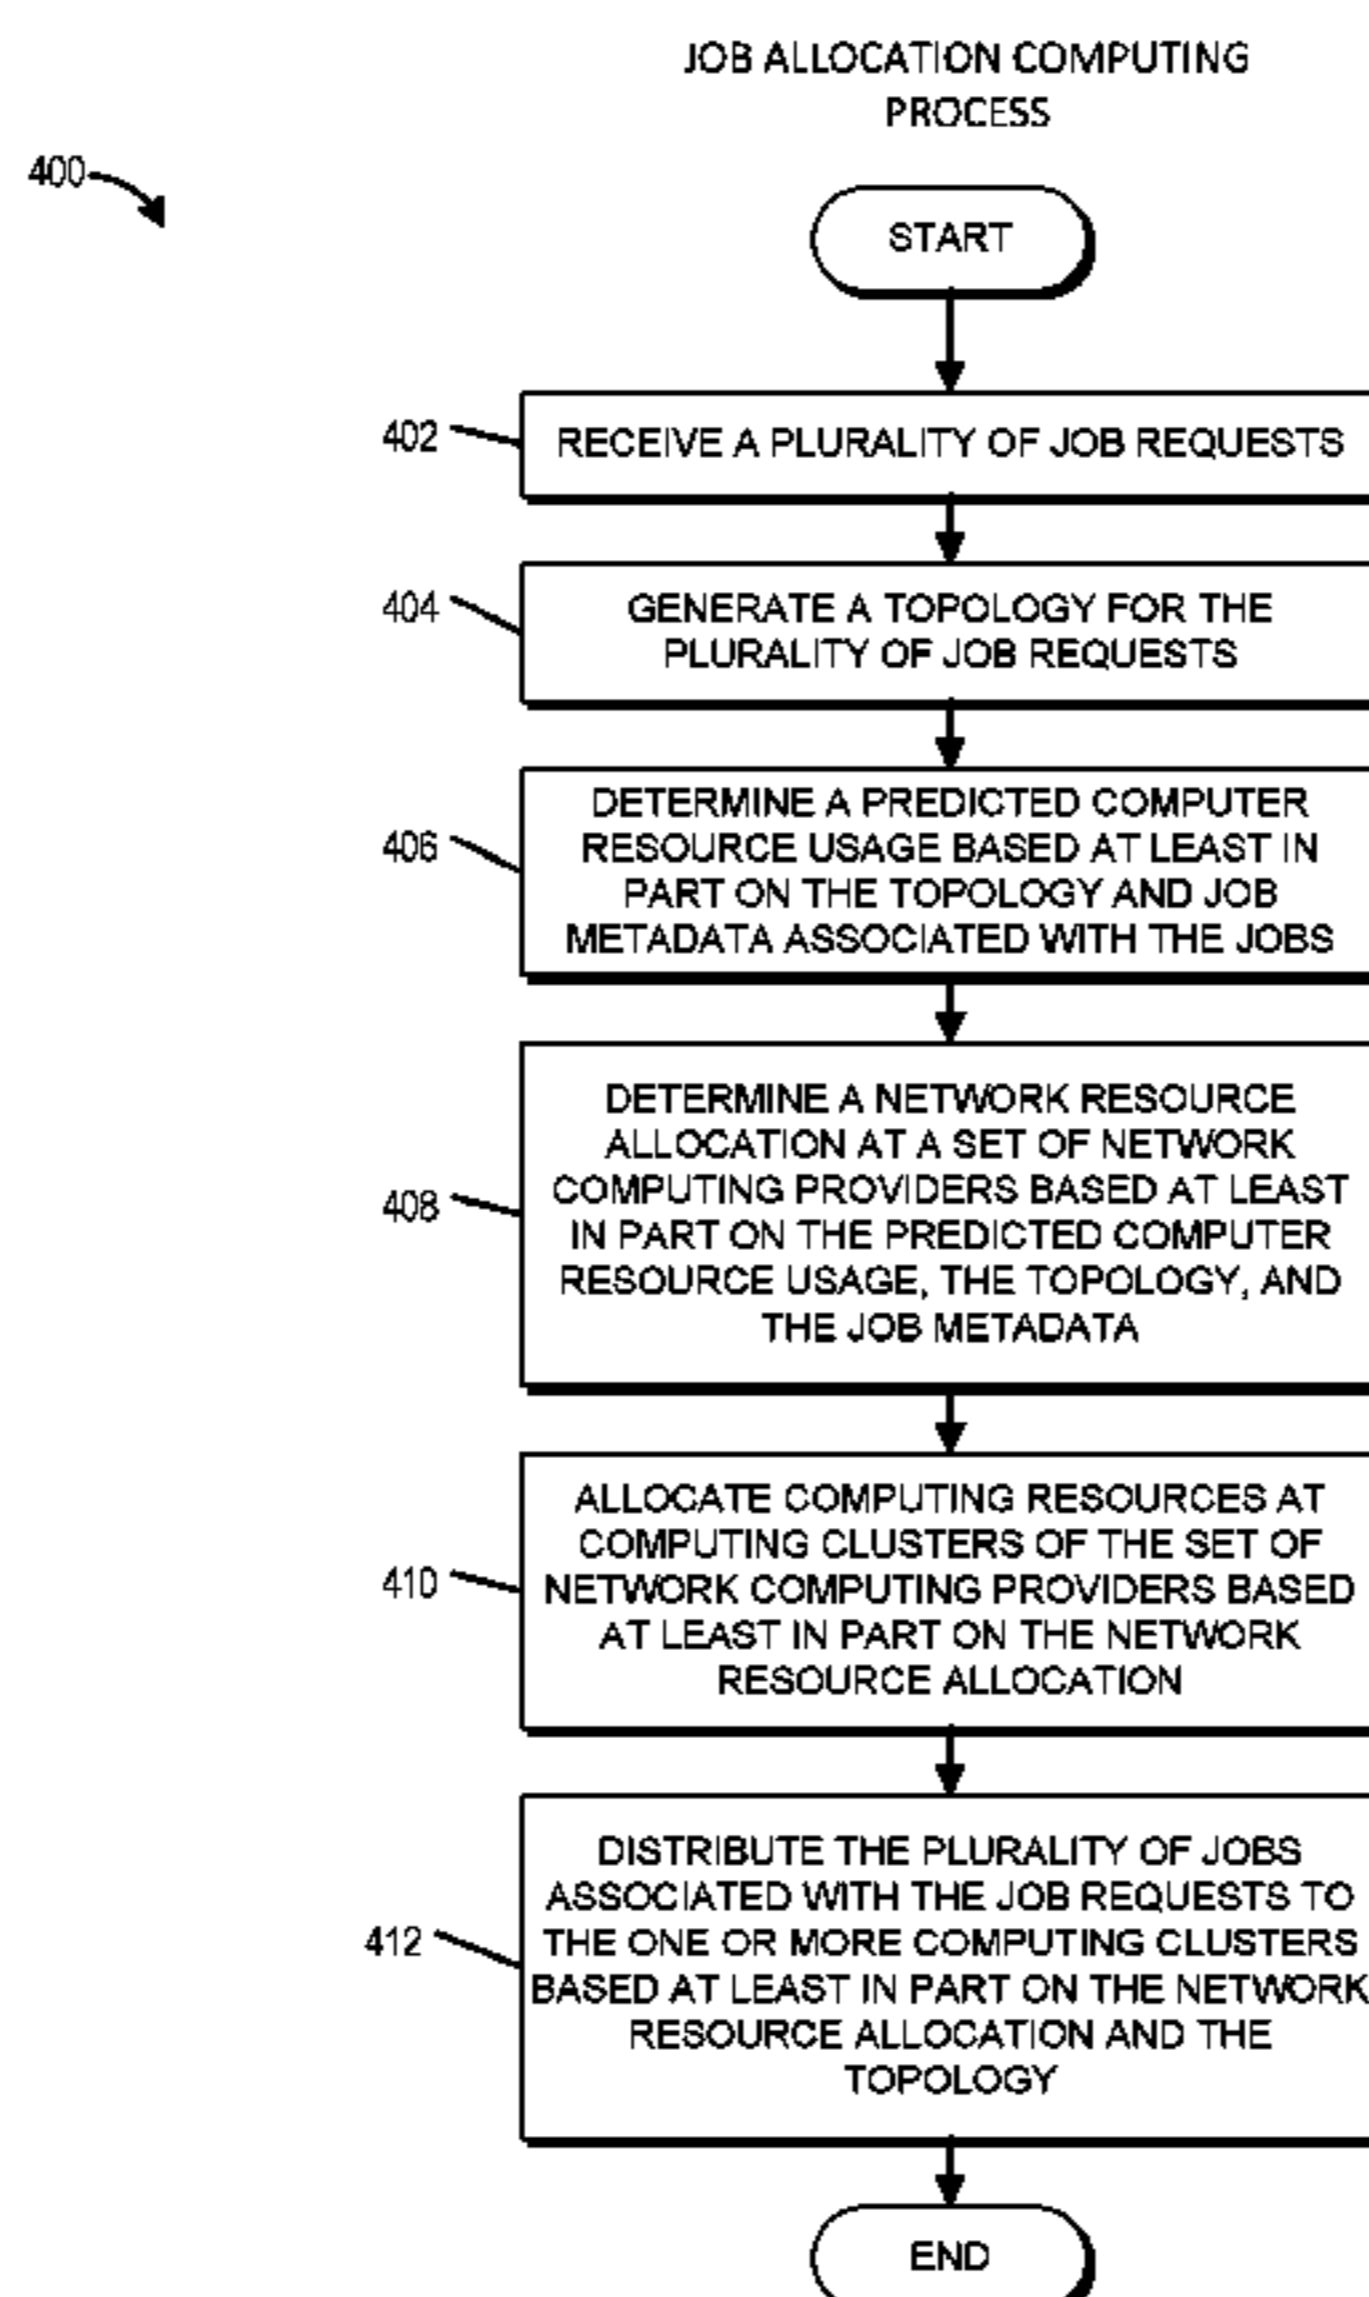 JOB ALLOCATION COMPUTING
PROCESS
400
START
402
RECEIVE A PLURALITY OF JOB REQUESTS
404
GENERATE A TOPOLOGY FOR THE
PLURALITY OF JOB REQUESTS
406
DETERMINE A PREDICTED COMPUTER
RESOURCE USAGE BASED AT LEAST IN
PART ON THE TOPOLOGY AND JOB
METADATA ASSOCIATED WITH THE JOBS
408
DETERMINE A NETWORK RESOURCE
ALLOCATION AT A SET OF NETWORK
COMPUTING PROVIDERS BASED AT LEAST
IN PART ON THE PREDICTED COMPUTER
RESOURCE USAGE, THE TOPOLOGY, AND
THE JOB METADATA
410
ALLOCATE COMPUTING RESOURCES AT
COMPUTING CLUSTERS OF THE SET OF
NETWORK COMPUTING PROVIDERS BASED
AT LEAST IN PART ON THE NETWORK
RESOURCE ALLOCATION
412
DISTRIBUTE THE PLURALITY OF JOBS
ASSOCIATED WITH THE JOB REQUESTS TO
THE ONE OR MORE COMPUTING CLUSTERS
BASED AT LEAST IN PART ON THE NETWORK
RESOURCE ALLOCATION AND THE
TOPOLOGY
END